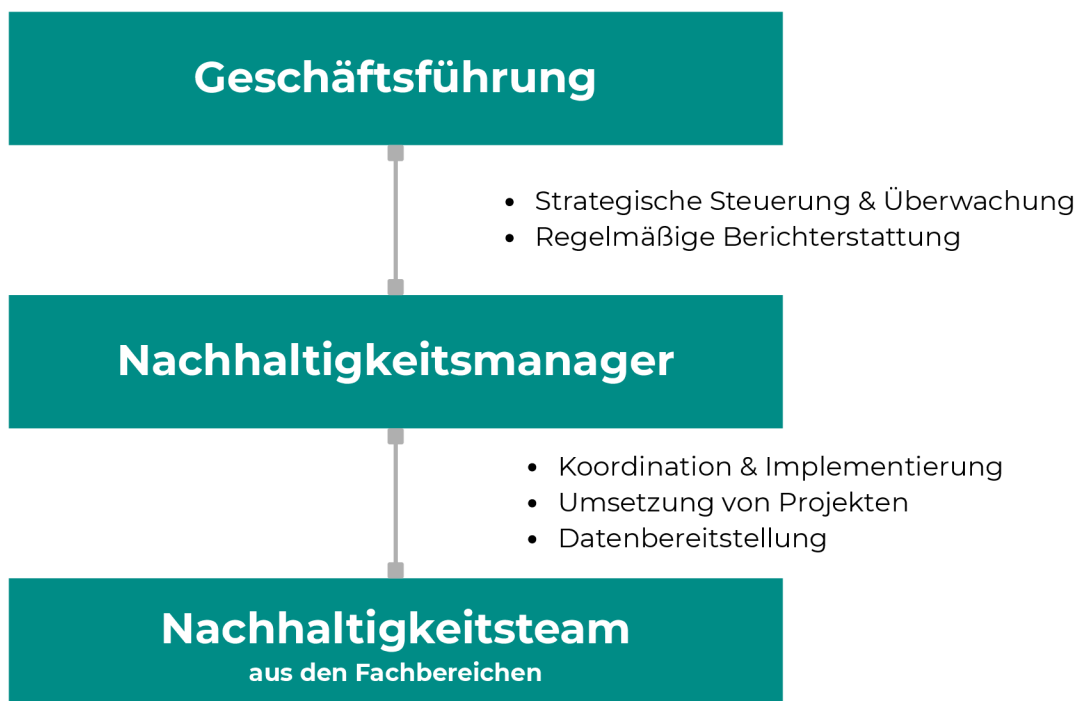 Geschäftsführung
• Strategische Steuerung & Überwachung
• Regelmäßige Berichterstattung
Nachhaltigkeitsmanager
• Koordination & Implementierung
• Umsetzung von Projekten
• Datenbereitstellung
Nachhaltigkeitsteam
aus den Fachbereichen